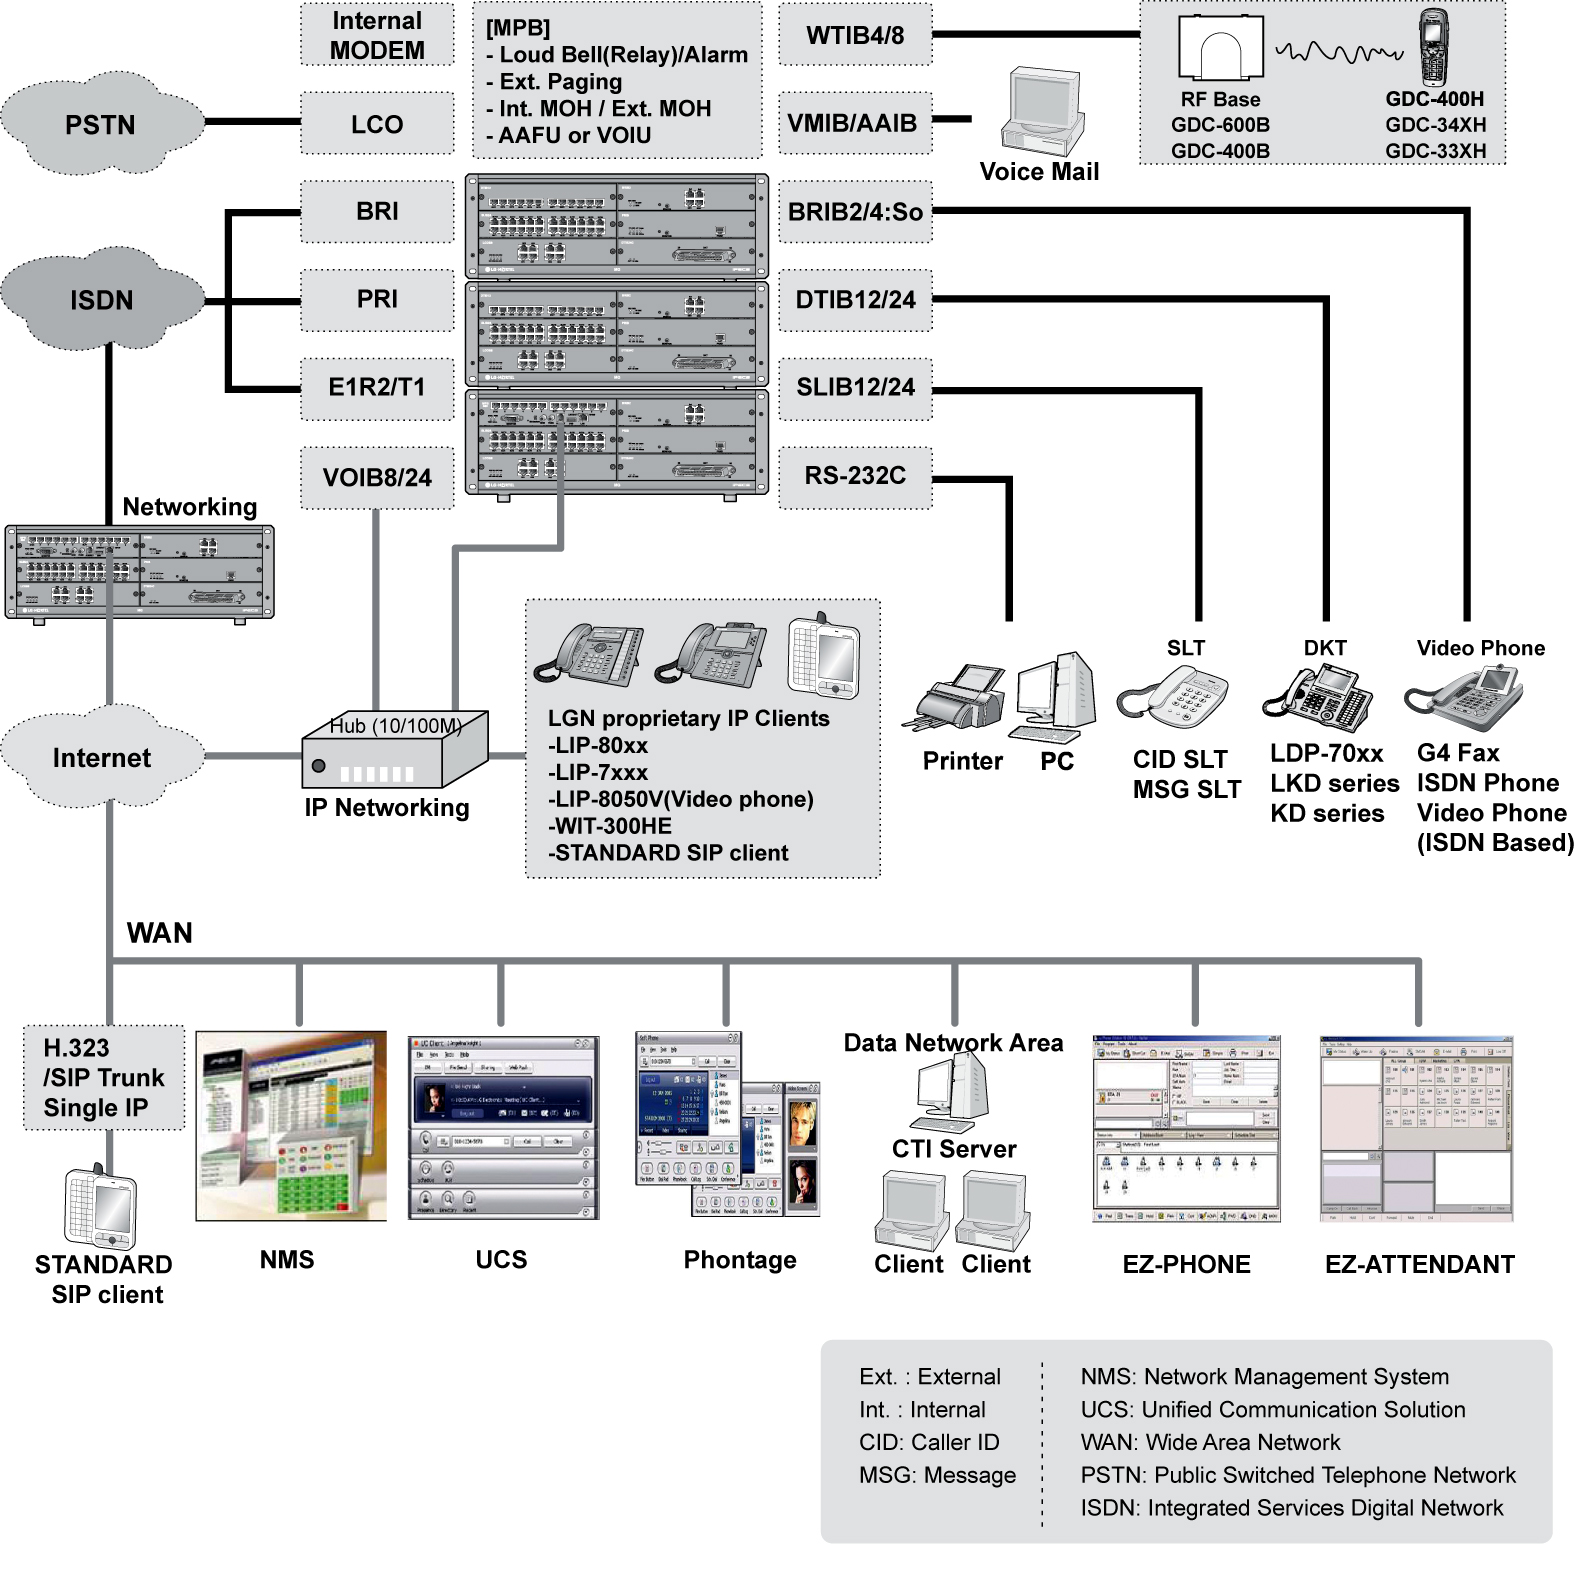 Internal
MODEM
[MPB]
- Loud Bell(Relay)/Alarm
- Ext. Paging
- Int. MOH / Ext. MOH
- AAFU or VOIU
WTIB4/8
RF Base
GDC-600B
GDC-400B
GDC-400H
GDC-34XH
GDC-33XH
PSTN
LCO
VMIB/AAIB
Voice Mail
BRI
BRIB2/4:So
ISDN
PRI
DTIB12/24
E1R2/T1
SLIB12/24
VOIB8/24
RS-232C
Networking
Internet
Hub (10/100M)
IP Networking
LGN proprietary IP Clients
-LIP-80xx
-LIP-7xxx
-LIP-8050V(Video phone)
-WIT-300HE
-STANDARD SIP client
Printer
PC
SLT
CID SLT
MSG SLT
DKT
LDP-70xx
LKD series
KD series
Video Phone
G4 Fax
ISDN Phone
Video Phone
(ISDN Based)
WAN
H.323
/SIP Trunk
Single IP
STANDARD
SIP client
NMS
UCS
Phontage
Data Network Area
CTI Server
Client
Client
EZ-PHONE
EZ-ATTENDANT
Ext. : External
Int. : Internal
CID: Caller ID
MSG: Message
NMS: Network Management System
UCS: Unified Communication Solution
WAN: Wide Area Network
PSTN: Public Switched Telephone Network
ISDN: Integrated Services Digital Network